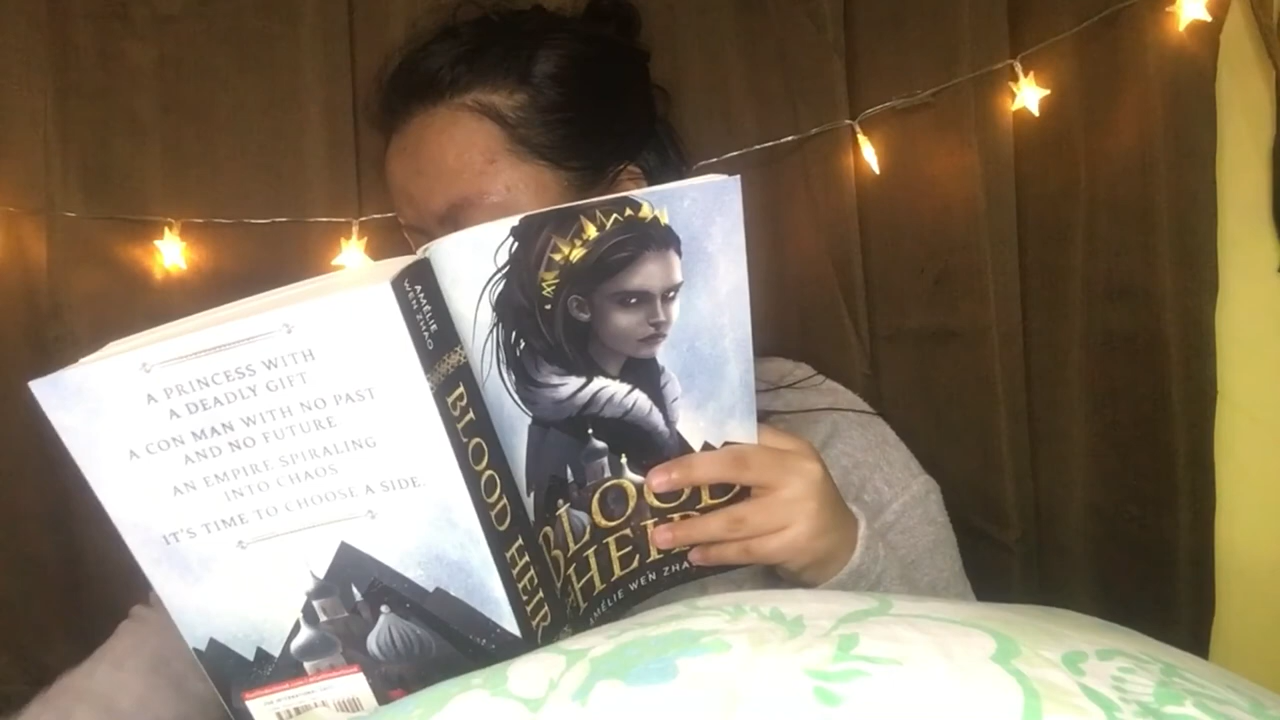 A PRINCESS WITH
A DEADLY GIFT
A CON MAN WITH NO PAST
AND NO FUTURE
AN EMPIRE SPIRALING
INTO CHAOS
IT'S TIME TO CHOOSE A SIDE.
AMÉLIE
WEN ZHAO
BLOOD HEIR
BLOOD
HEIR
AMÉLIE WEN ZHA